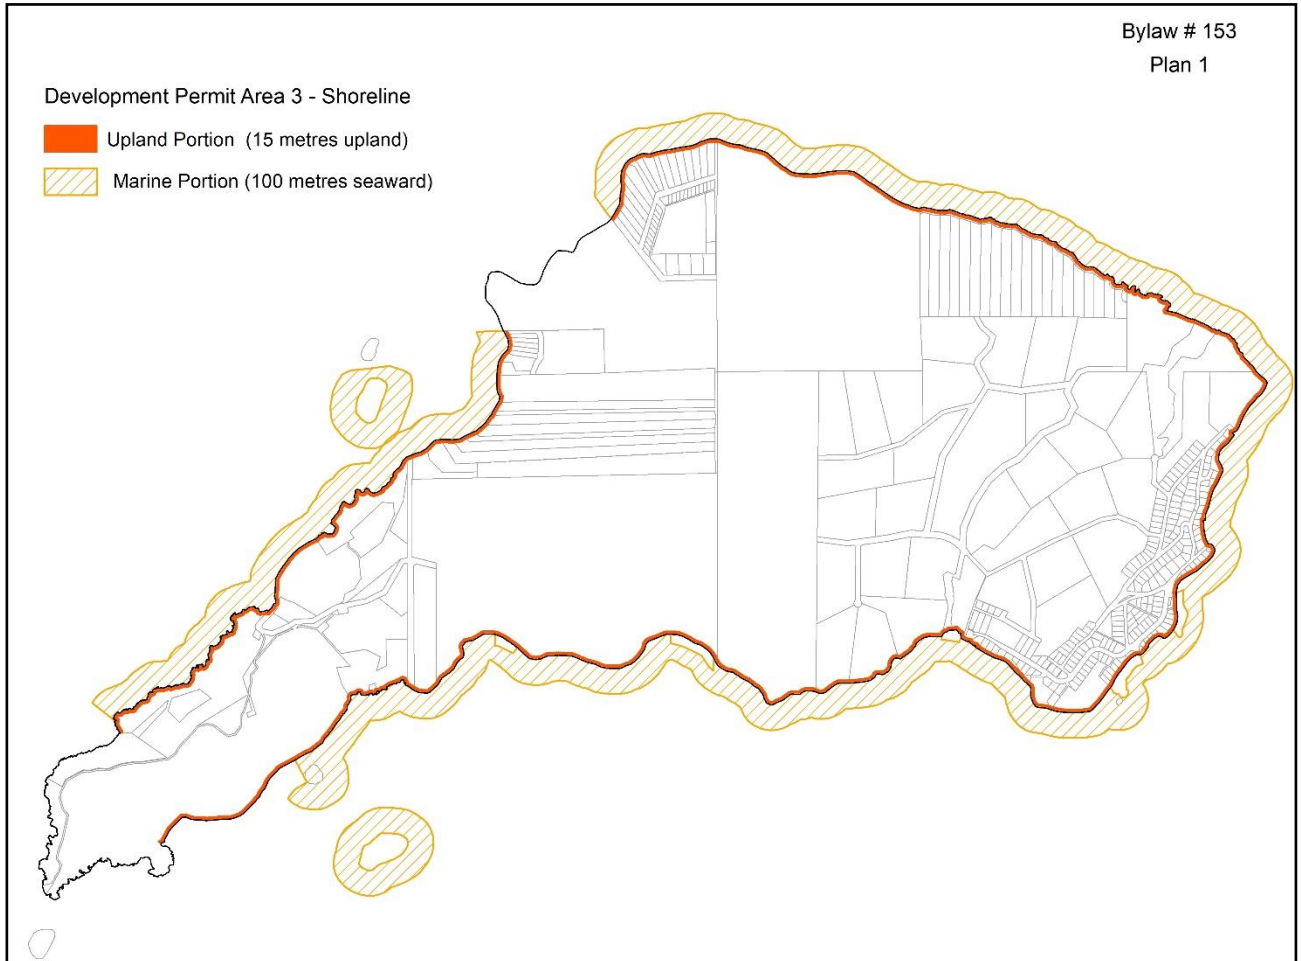 Bylaw # 153
Plan 1
Development Permit Area 3 - Shoreline
Upland Portion (15 metres upland)
Marine Portion (100 metres seaward)